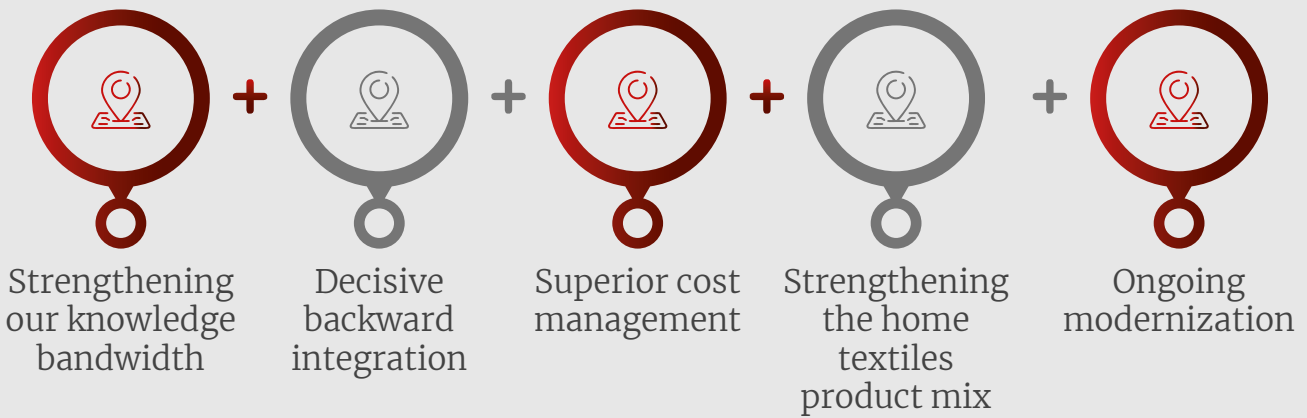 Strengthening
our knowledge
bandwidth
Decisive
backward
integration
Superior cost
management
Strengthening
the home
textiles
product mix
Ongoing
modernization